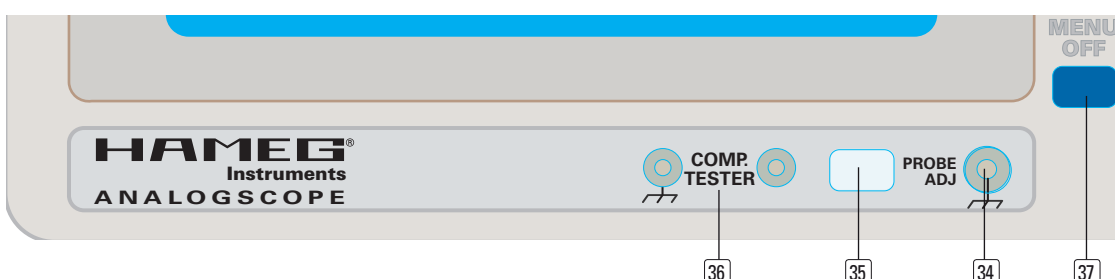 MENU
OFF
HAMEG®
Instruments
ANALOGSCOPE
COMP.
TESTER
PROBE
ADJ
36
35
34
37